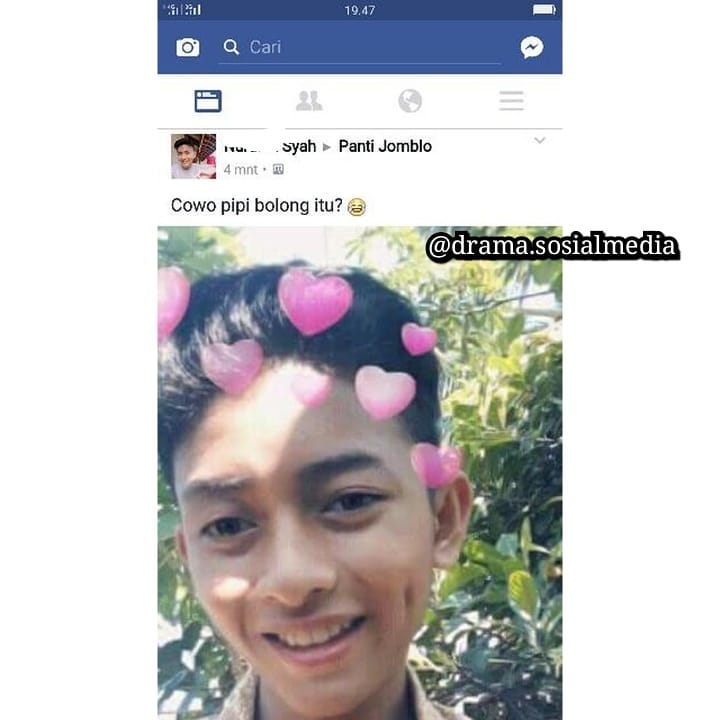 19.47
Cari
Syah ▸ Panti Jomblo
4 mnt
Cowo pipi bolong itu? 😂
@drama.sosialmedia